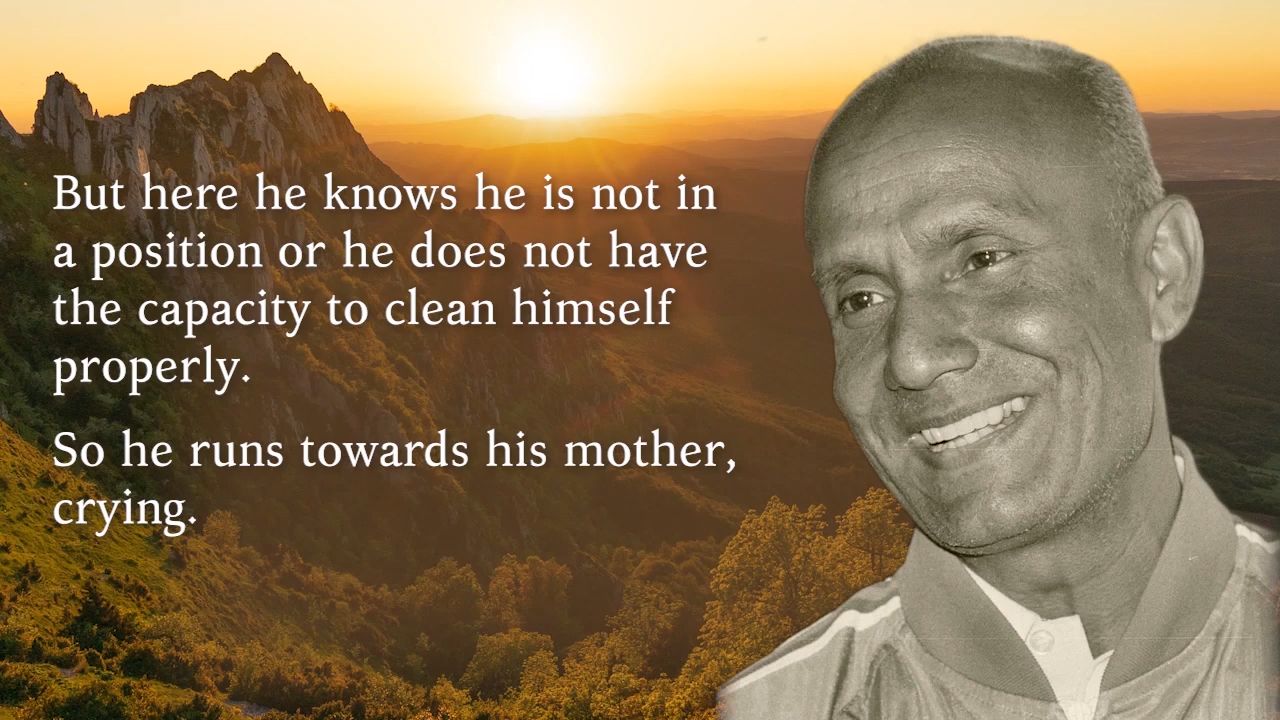 But here he knows he is not in
a position or he does not have
the capacity to clean himself
properly.
So he runs towards his mother,
crying.